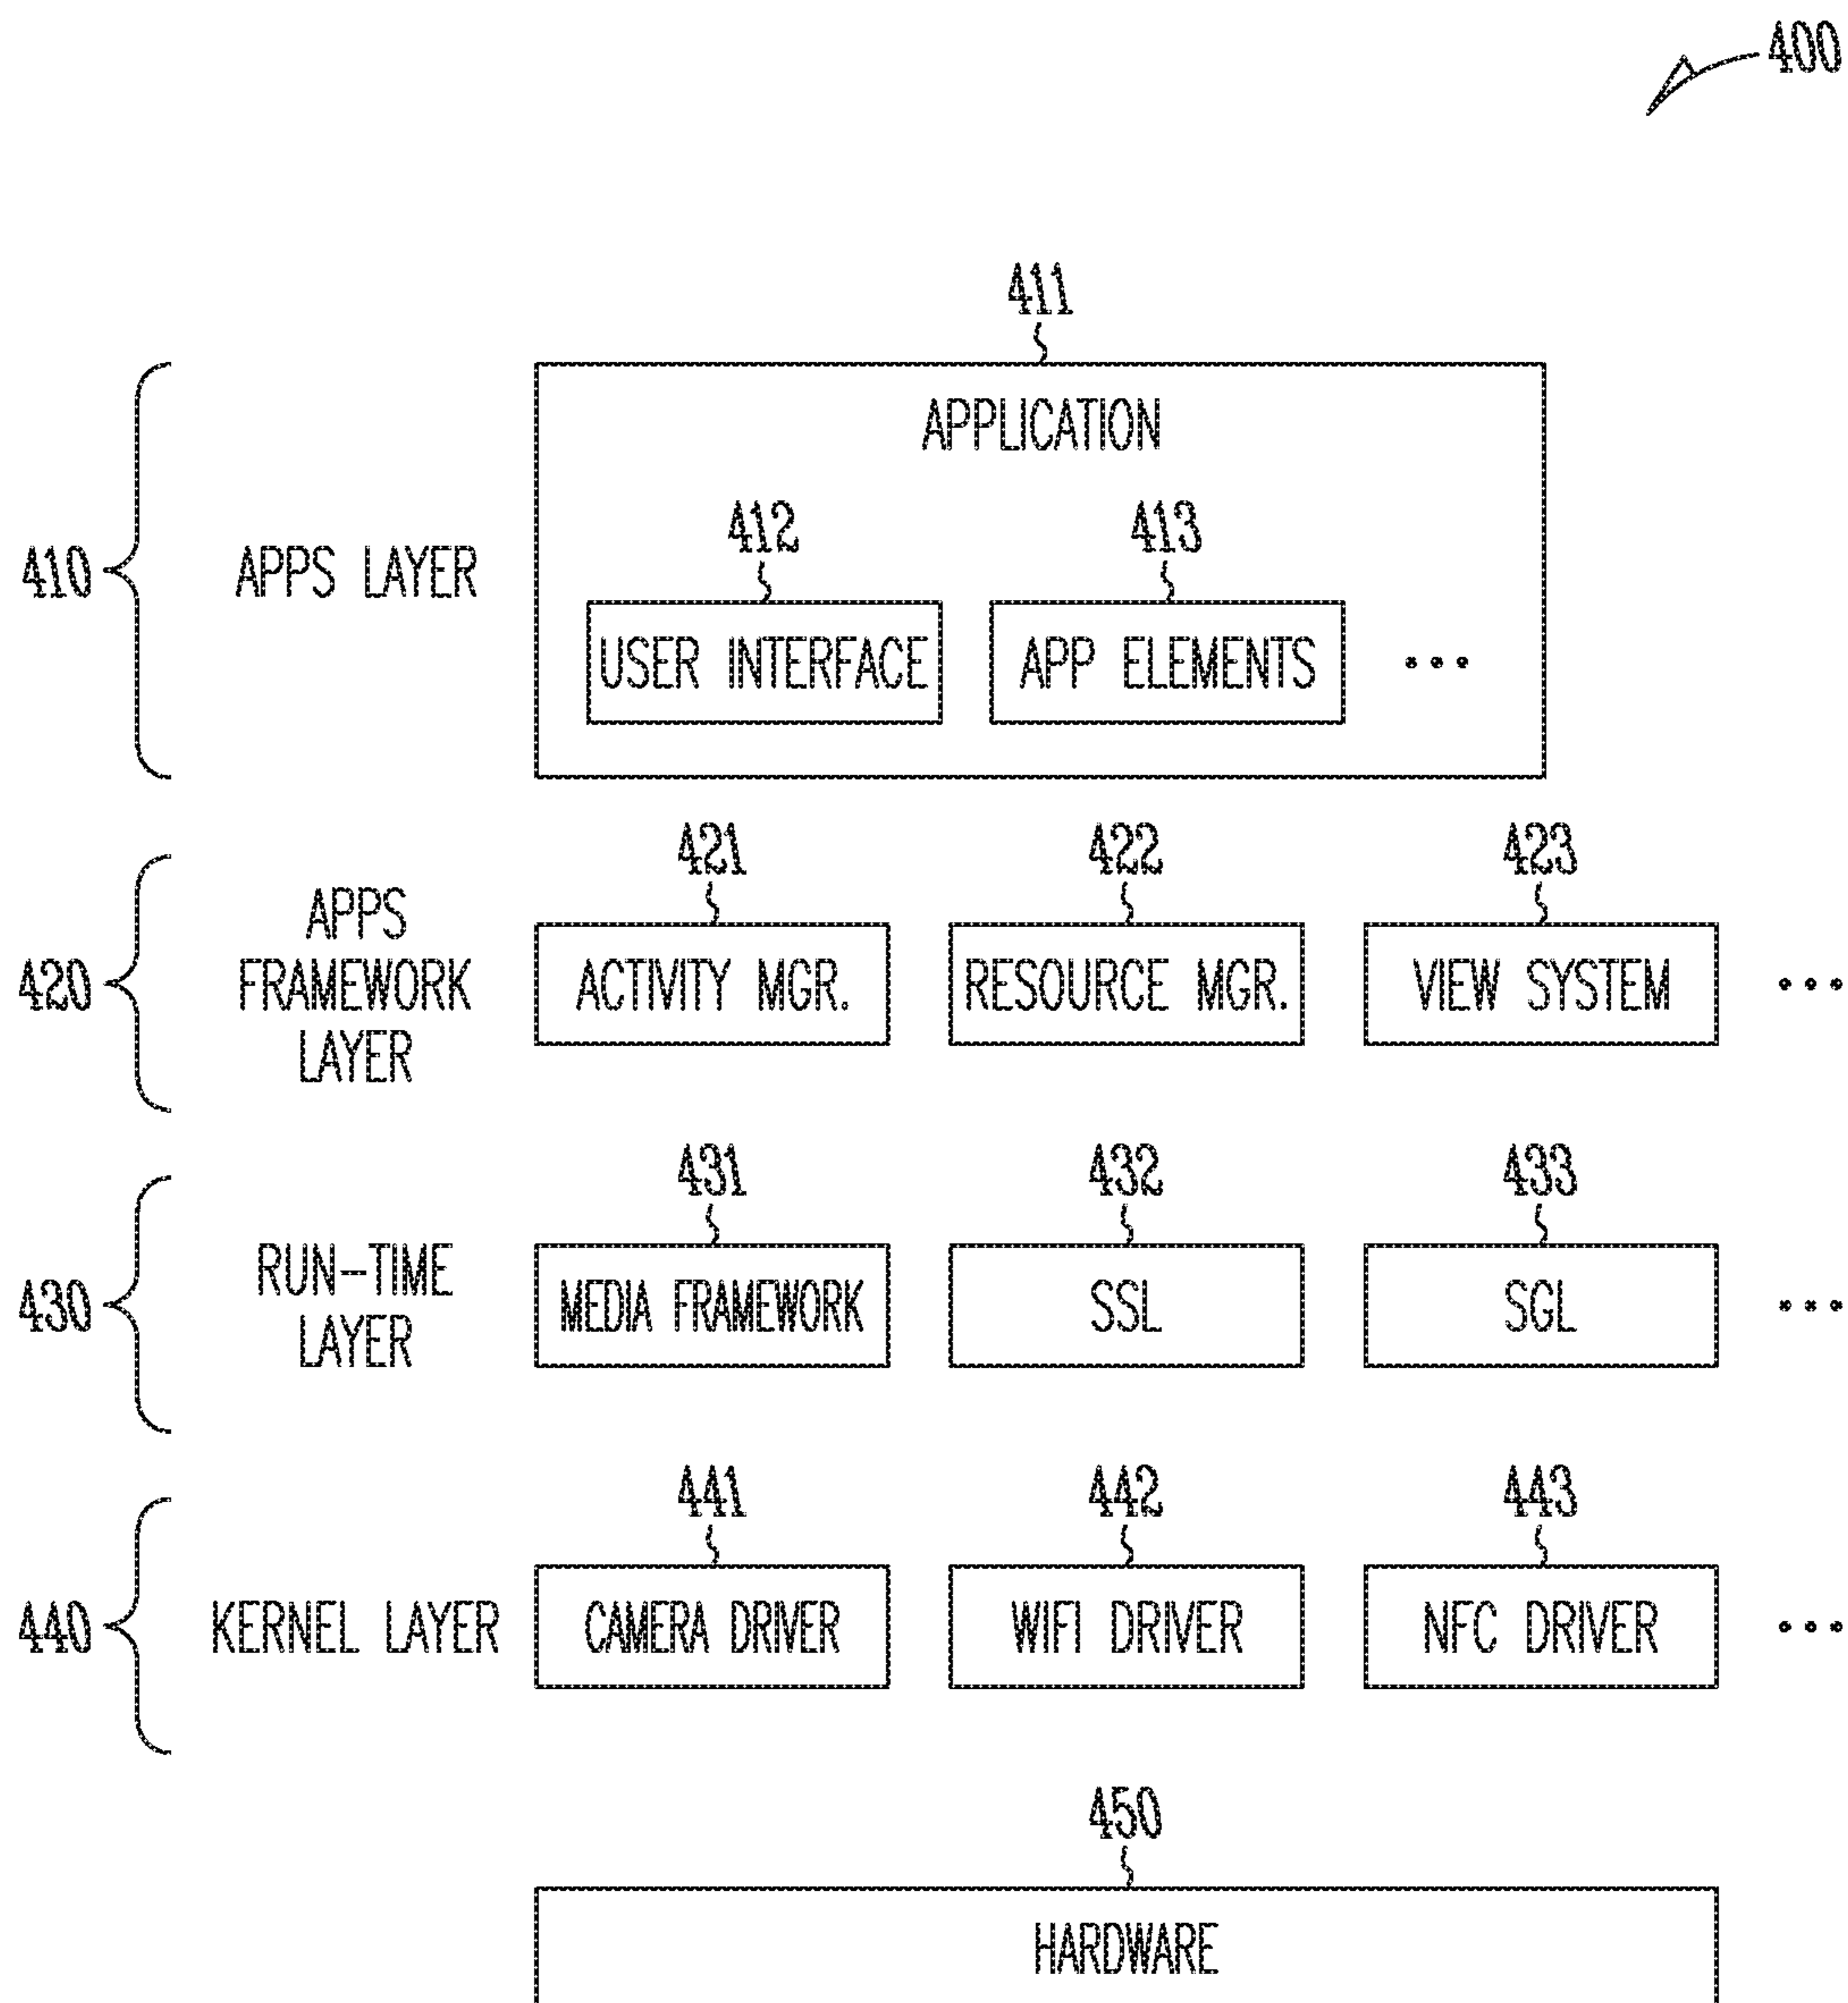 400
411
APPLICATION
412 413
410 APPS LAYER USER INTERFACE APP ELEMENTS ...
421 422 423
420 APPS FRAMEWORK LAYER ACTIVITY MGR. RESOURCE MGR. VIEW SYSTEM ...
431 432 433
430 RUN-TIME LAYER MEDIA FRAMEWORK SSL SGL ...
441 442 443
440 KERNEL LAYER CAMERA DRIVER WIFI DRIVER NFC DRIVER ...
450
HARDWARE